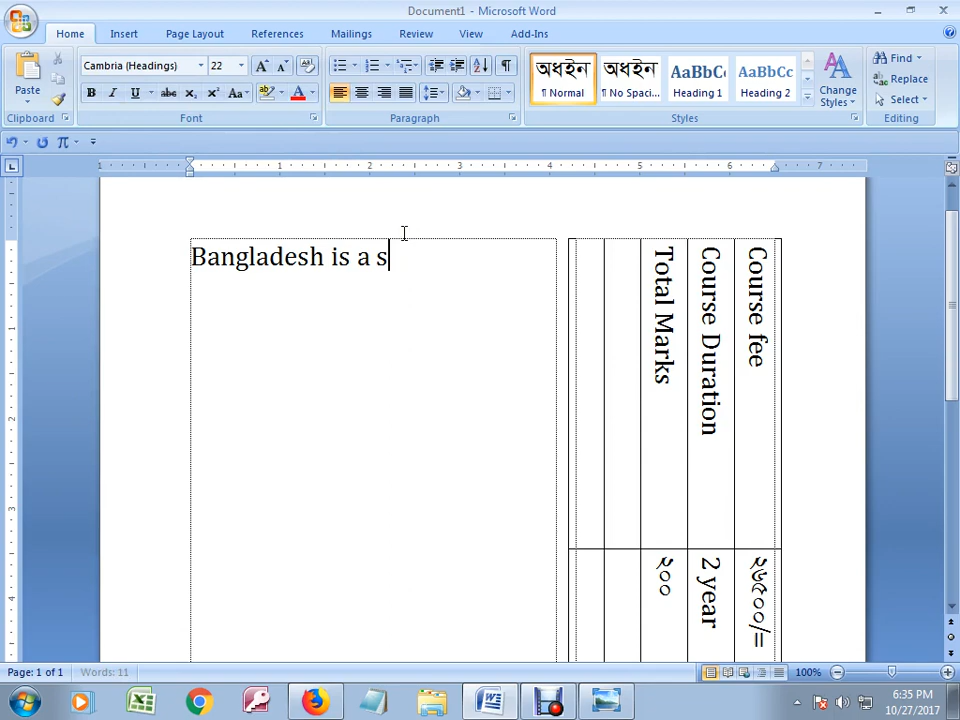 Document1 - Microsoft Word
Home Insert Page Layout References Mailings Review View Add-Ins
Cambria (Headings) 22
Paste
Clipboard Font Paragraph Styles Editing
অধইন ¶ Normal
অধইন ¶ No Spaci...
AaBbCc Heading 1
AaBbCc Heading 2
Change Styles
Find
Replace
Select
Bangladesh is a s
Course fee ২৬৫০০/=
Course Duration 2 year
Total Marks ২০০
Page: 1 of 1 Words: 11 100%
6:35 PM
10/27/2017